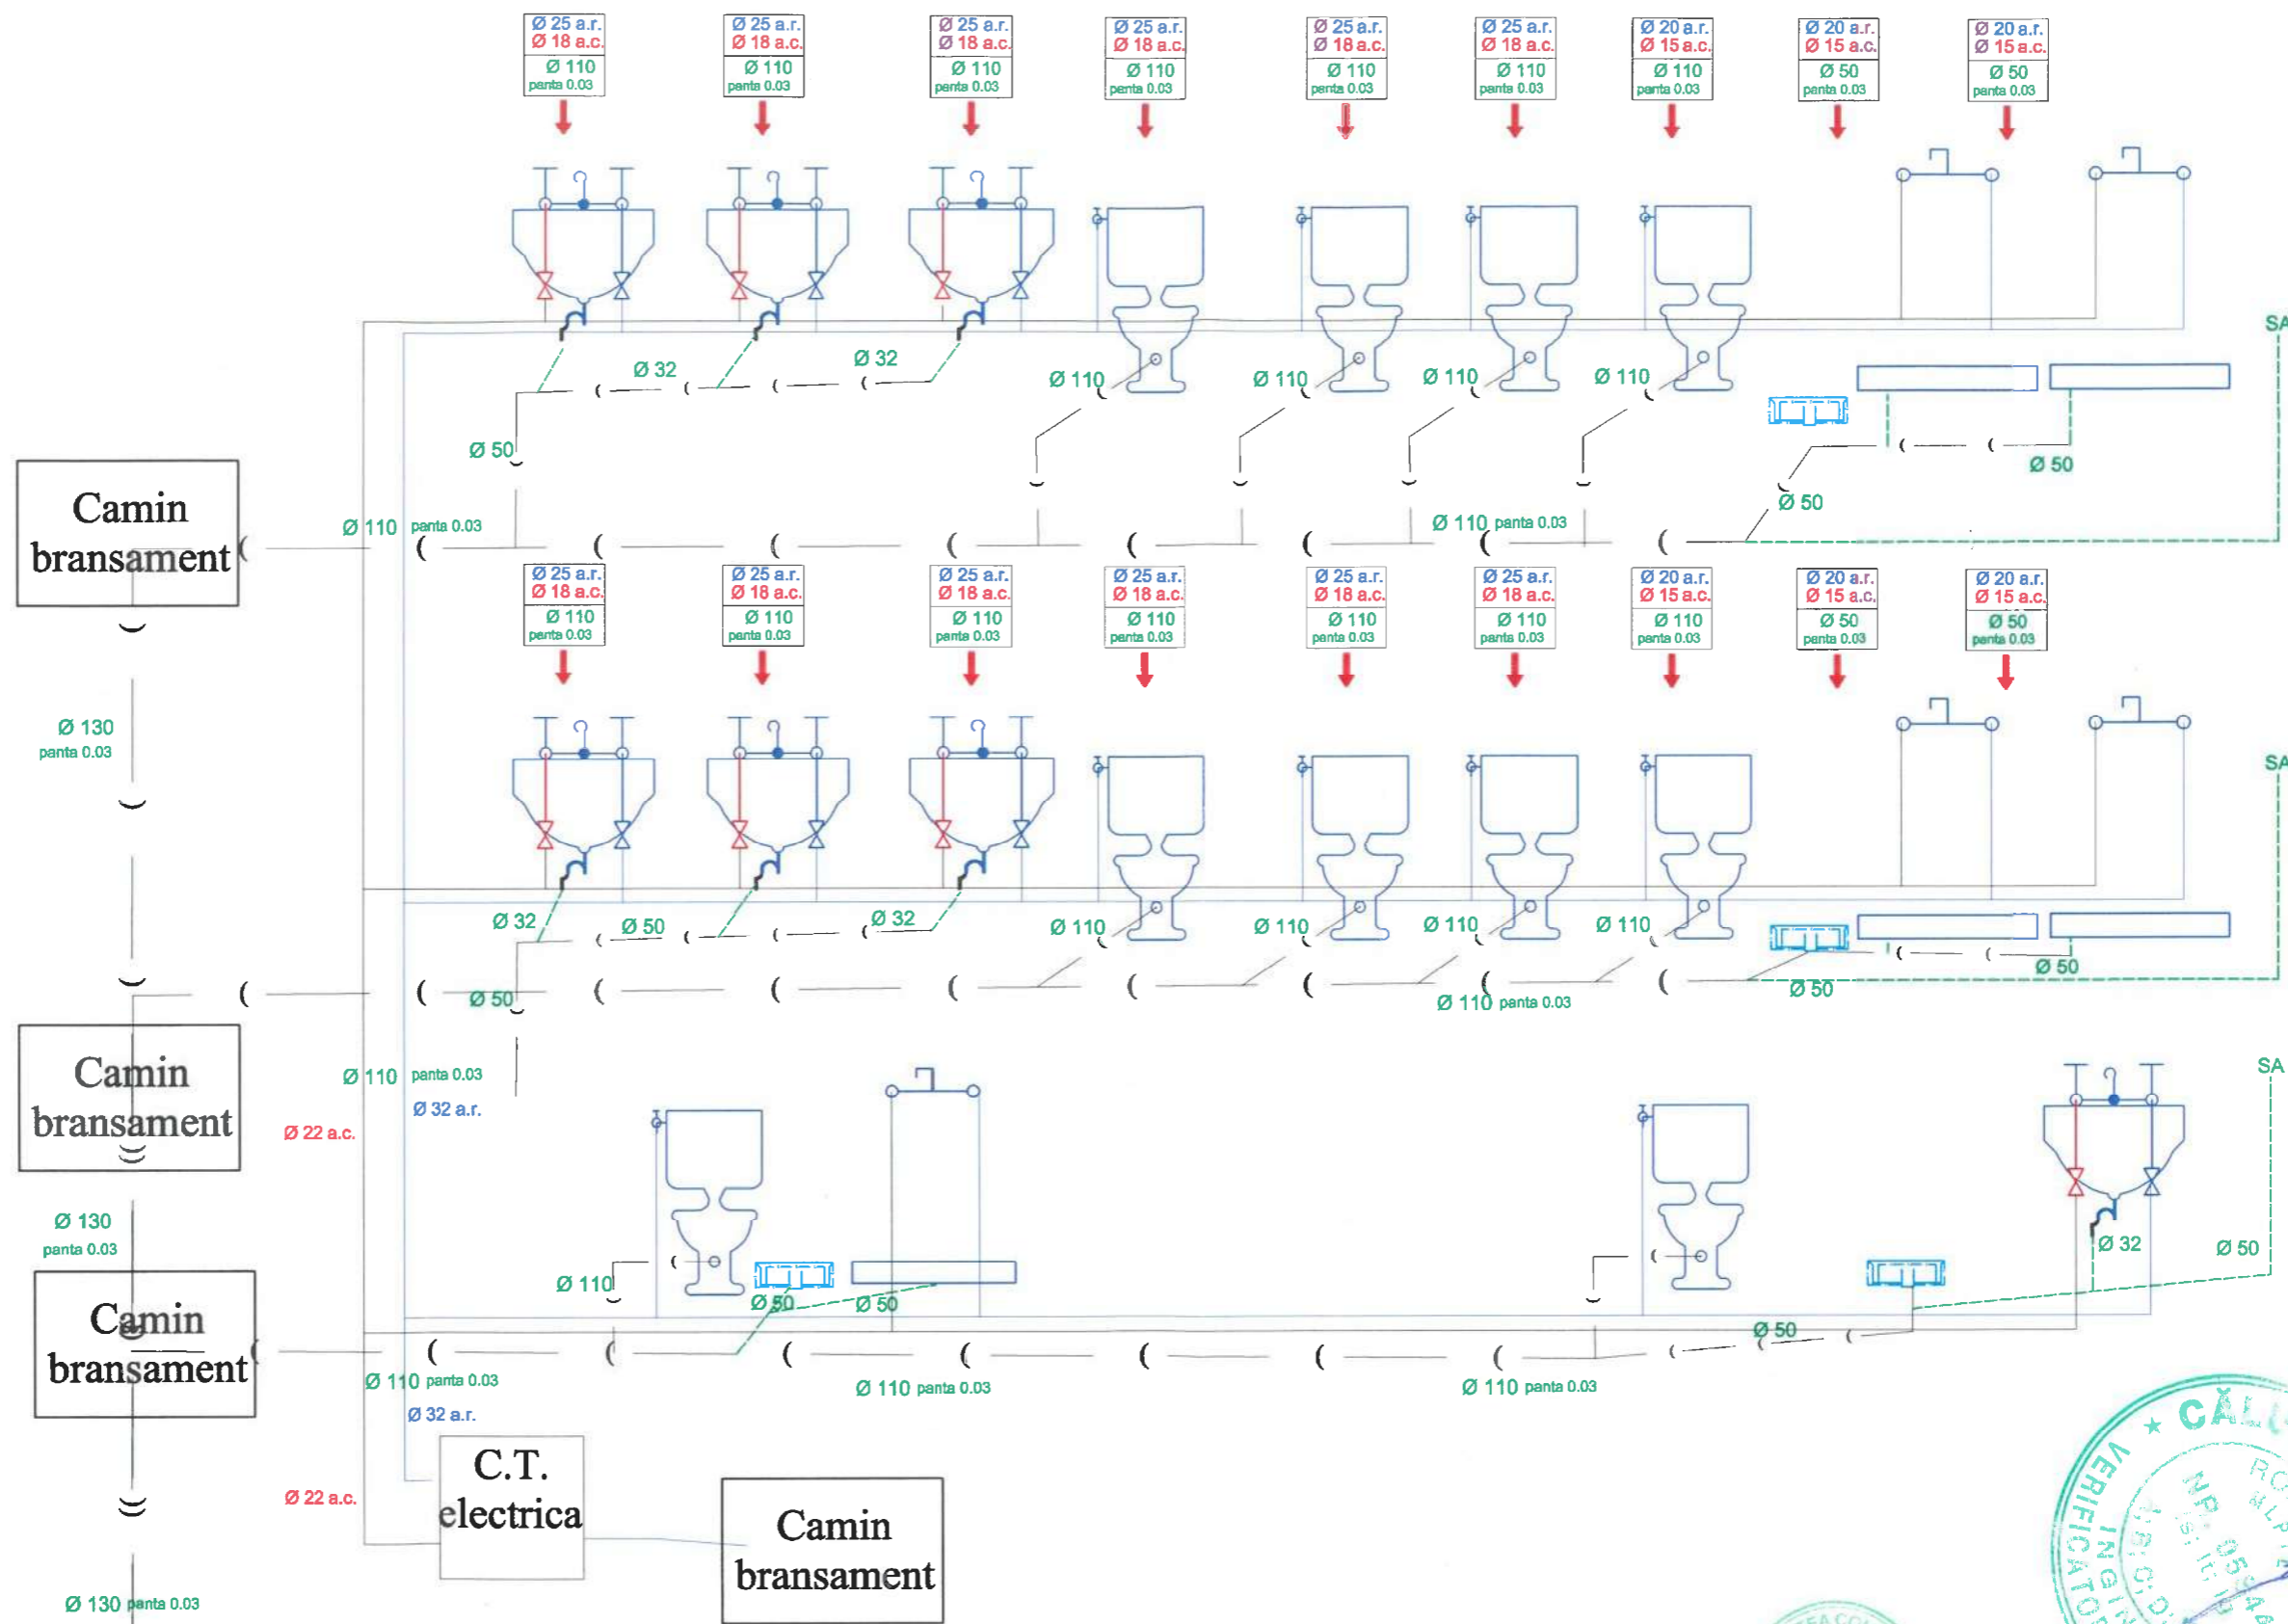 Ø 25 a.r. Ø 25 a.r. Ø 25 a.r. Ø 25 a.r. Ø 25 a.r. Ø 25 a.r. Ø 20 a.r. Ø 20 a.r. Ø 20 a.r.
Ø 18 a.c. Ø 18 a.c. Ø 18 a.c. Ø 18 a.c. Ø 18 a.c. Ø 18 a.c. Ø 15 a.c. Ø 15 a.c. Ø 15 a.c.
Ø 110 Ø 110 Ø 110 Ø 110 Ø 110 Ø 110 Ø 110 Ø 50 Ø 50
panta 0.03 panta 0.03 panta 0.03 panta 0.03 panta 0.03 panta 0.03 panta 0.03 panta 0.03 panta 0.03
SA
Ø 32 Ø 32 Ø 110 Ø 110 Ø 110 Ø 110
Ø 50 Ø 50
Ø 50
Camin
bransament
Ø 110 panta 0.03 Ø 110 panta 0.03
Ø 25 a.r. Ø 25 a.r. Ø 25 a.r. Ø 25 a.r. Ø 25 a.r. Ø 25 a.r. Ø 20 a.r. Ø 20 a.r. Ø 20 a.r.
Ø 18 a.c. Ø 18 a.c. Ø 18 a.c. Ø 18 a.c. Ø 18 a.c. Ø 18 a.c. Ø 15 a.c. Ø 15 a.c. Ø 15 a.c.
Ø 110 Ø 110 Ø 110 Ø 110 Ø 110 Ø 110 Ø 110 Ø 50 Ø 50
panta 0.03 panta 0.03 panta 0.03 panta 0.03 panta 0.03 panta 0.03 panta 0.03 panta 0.03 panta 0.03
Ø 130
panta 0.03
SA
Ø 32 Ø 50 Ø 32 Ø 110 Ø 110 Ø 110 Ø 110
Ø 50
Ø 50 Ø 110 panta 0.03 Ø 50
Camin
bransament
Ø 110 panta 0.03
Ø 32 a.r.
Ø 22 a.c.
SA
Ø 130
panta 0.03
Ø 32 Ø 50
Ø 110 Ø 50 Ø 50
Ø 50
Camin
bransament
Ø 110 panta 0.03 Ø 110 panta 0.03 Ø 110 panta 0.03
Ø 32 a.r.
C.T.
electrica
Ø 22 a.c.
Camin
bransament
Ø 130 panta 0.03
VERIFICATOR